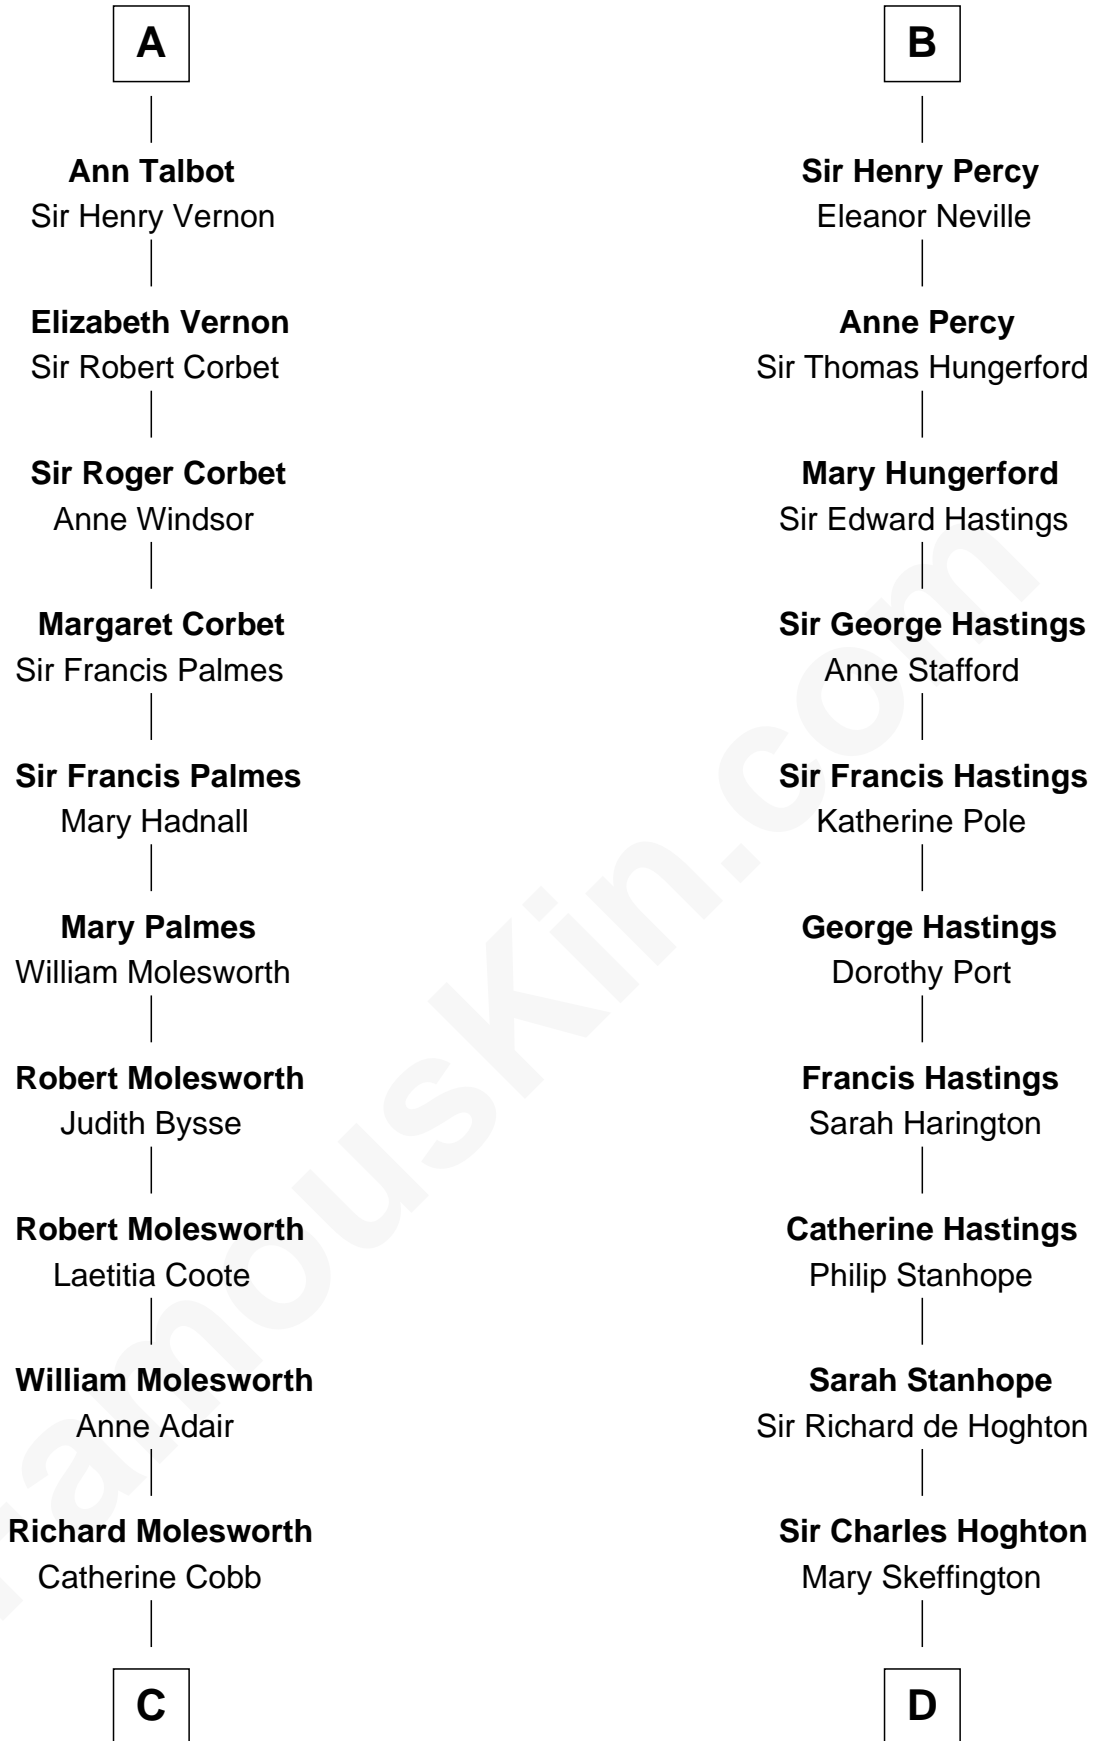 A
Ann Talbot
Sir Henry Vernon
Elizabeth Vernon
Sir Robert Corbet
Sir Roger Corbet
Anne Windsor
Margaret Corbet
Sir Francis Palmes
Sir Francis Palmes
Mary Hadnall
Mary Palmes
William Molesworth
Robert Molesworth
Judith Bysse
Robert Molesworth
Laetitia Coote
William Molesworth
Anne Adair
Richard Molesworth
Catherine Cobb
C
B
Sir Henry Percy
Eleanor Neville
Anne Percy
Sir Thomas Hungerford
Mary Hungerford
Sir Edward Hastings
Sir George Hastings
Anne Stafford
Sir Francis Hastings
Katherine Pole
George Hastings
Dorothy Port
Francis Hastings
Sarah Harington
Catherine Hastings
Philip Stanhope
Sarah Stanhope
Sir Richard de Hoghton
Sir Charles Hoghton
Mary Skeffington
D
FamousKin.com